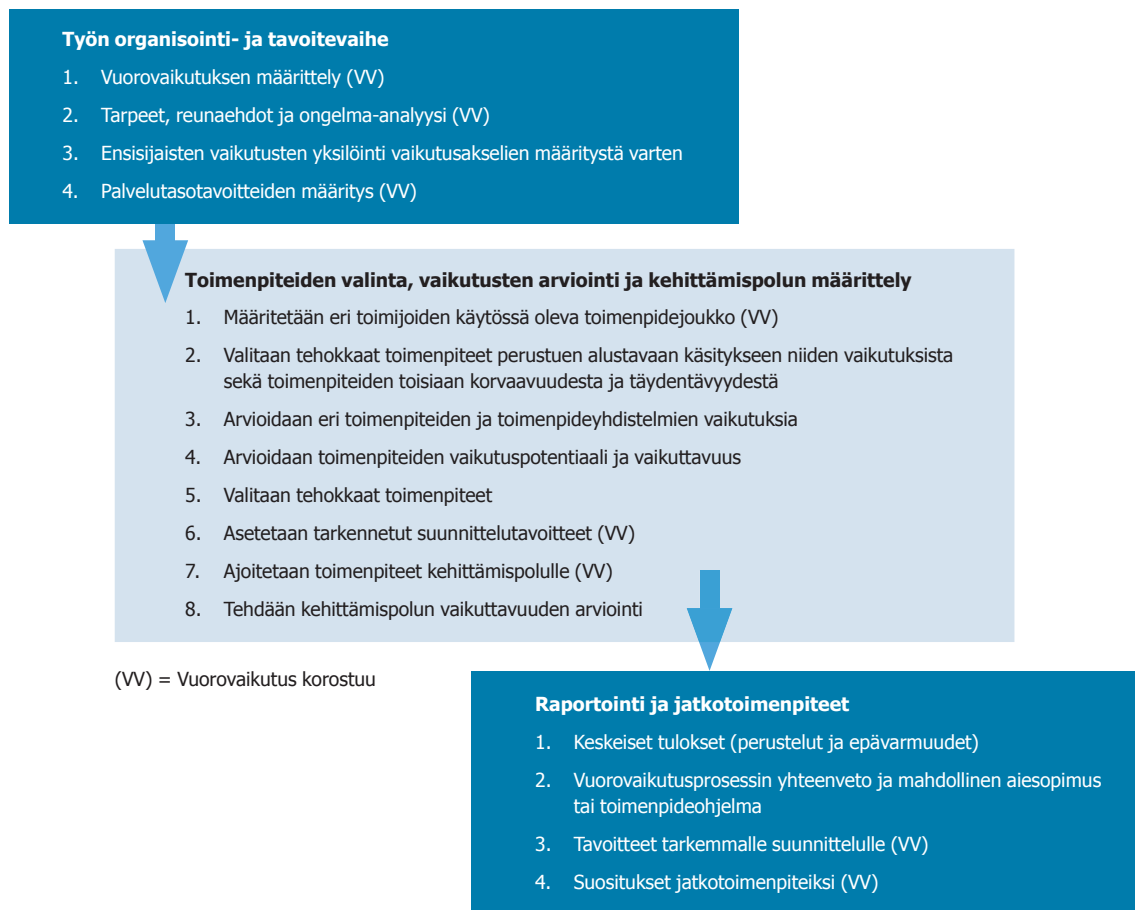 Työn organisointi- ja tavoitevaihe
1. Vuorovaikutuksen määrittely (VV)
2. Tarpeet, reunaehdot ja ongelma-analyysi (VV)
3. Ensisijaisten vaikutusten yksilöinti vaikutusakselien määritystä varten
4. Palvelutasotavoitteiden määritys (VV)
Toimenpiteiden valinta, vaikutusten arviointi ja kehittämispolun määrittely
1. Määritetään eri toimijoiden käytössä oleva toimenpidejoukko (VV)
2. Valitaan tehokkaat toimenpiteet perustuen alustavaan käsitykseen niiden vaikutuksista
sekä toimenpiteiden toisiaan korvaavuudesta ja täydentävyydestä
3. Arvioidaan eri toimenpiteiden ja toimenpideyhdistelmien vaikutuksia
4. Arvioidaan toimenpiteiden vaikutuspotentiaali ja vaikuttavuus
5. Valitaan tehokkaat toimenpiteet
6. Asetetaan tarkennetut suunnittelutavoitteet (VV)
7. Ajoitetaan toimenpiteet kehittämispolulle (VV)
8. Tehdään kehittämispolun vaikuttavuuden arviointi
(VV) = Vuorovaikutus korostuu
Raportointi ja jatkotoimenpiteet
1. Keskeiset tulokset (perustelut ja epävarmuudet)
2. Vuorovaikutusprosessin yhteenveto ja mahdollinen aiesopimus
tai toimenpideohjelma
3. Tavoitteet tarkemmalle suunnittelulle (VV)
4. Suositukset jatkotoimenpiteiksi (VV)